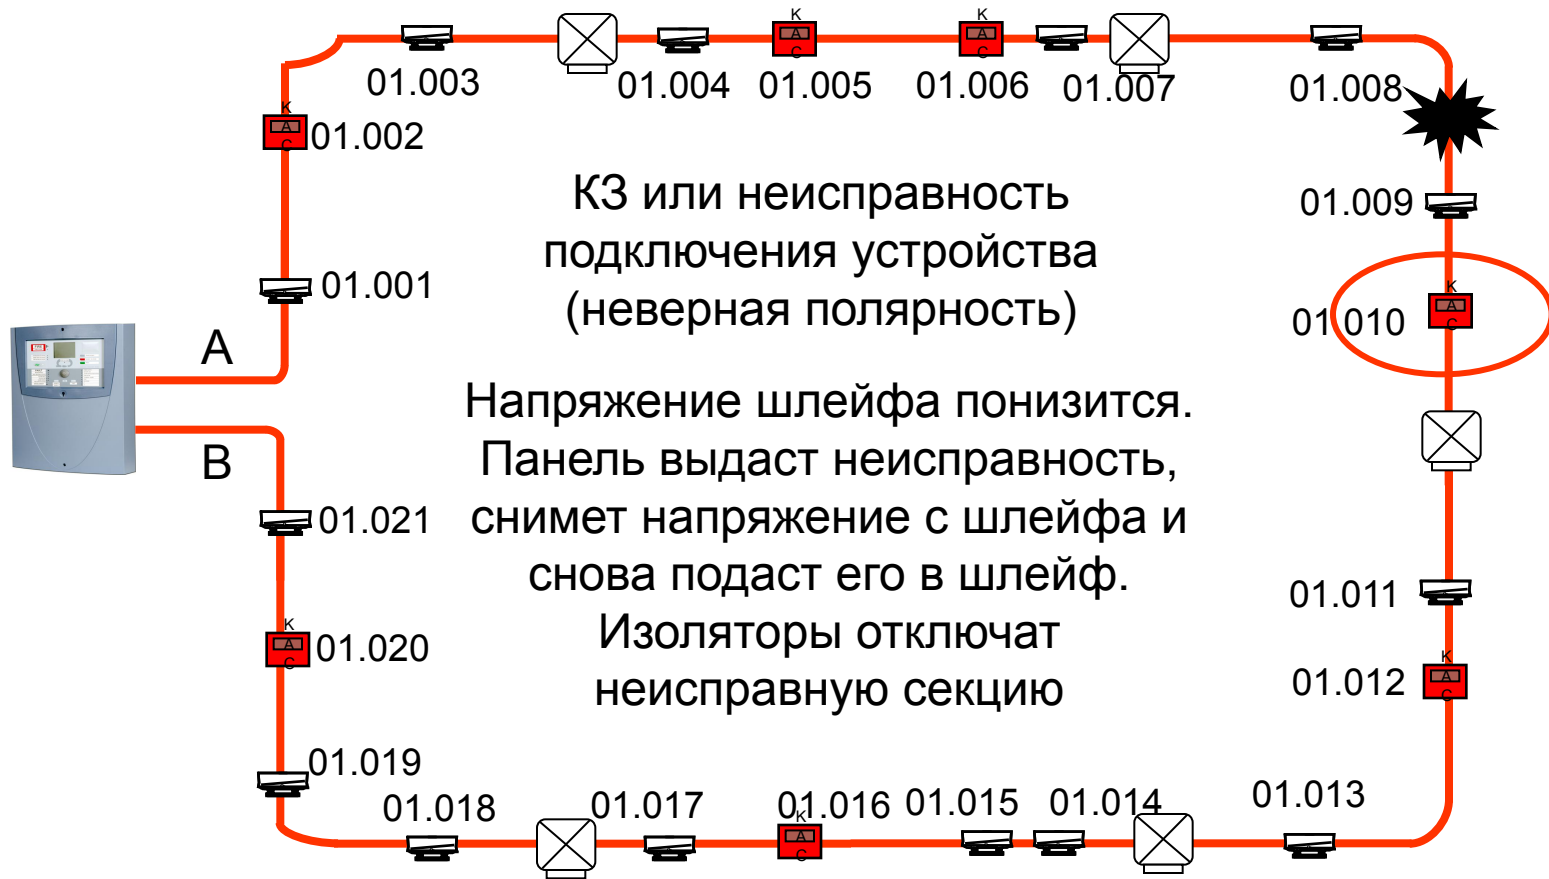 K
A
C
01.003
01.004
K
A
C
01.005
K
A
C
01.006
01.007
01.008
01.002
01.009
КЗ или неисправность
подключения устройства
(неверная полярность)
01.001
K
A
C
01.010
A
B
Напряжение шлейфа понизится.
Панель выдаст неисправность,
снимет напряжение с шлейфа и
снова подаст его в шлейф.
Изоляторы отключат
неисправную секцию
01.021
01.011
K
A
C
01.020
K
A
C
01.012
01.019
01.018
01.017
K
A
C
01.016
01.015
01.014
01.013